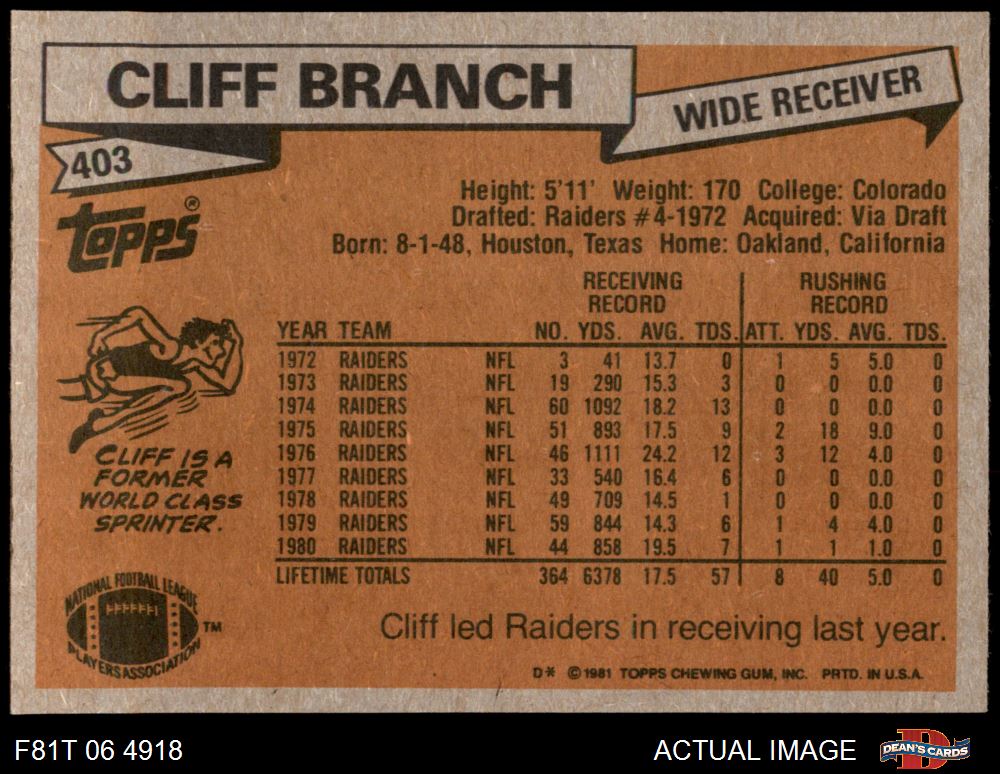 CLIFF BRANCH
WIDE RECEIVER
403
TOPPS®
Height: 5'11' Weight: 170 College: Colorado
Drafted: Raiders #4-1972 Acquired: Via Draft
Born: 8-1-48, Houston, Texas Home: Oakland, California
RECEIVING RECORD RUSHING RECORD
YEAR TEAM NO. YDS. AVG. TDS. ATT. YDS. AVG. TDS.
1972 RAIDERS NFL 3 41 13.7 0 1 5 5.0 0
1973 RAIDERS NFL 19 290 15.3 3 0 0 0.0 0
1974 RAIDERS NFL 60 1092 18.2 13 0 0 0.0 0
1975 RAIDERS NFL 51 893 17.5 9 2 18 9.0 0
1976 RAIDERS NFL 46 1111 24.2 12 3 12 4.0 0
1977 RAIDERS NFL 33 540 16.4 6 0 0 0.0 0
1978 RAIDERS NFL 49 709 14.5 1 0 0 0.0 0
1979 RAIDERS NFL 59 844 14.3 6 1 4 4.0 0
1980 RAIDERS NFL 44 858 19.5 7 1 1 1.0 0
LIFETIME TOTALS 364 6378 17.5 57 8 40 5.0 0
CLIFF IS A
FORMER
WORLD CLASS
SPRINTER.
NATIONAL FOOTBALL LEAGUE
PLAYERS ASSOCIATION
TM
Cliff led Raiders in receiving last year.
D* © 1981 TOPPS CHEWING GUM, INC. PRTD. IN U.S.A.
F81T 06 4918
ACTUAL IMAGE
DEAN'S CARDS